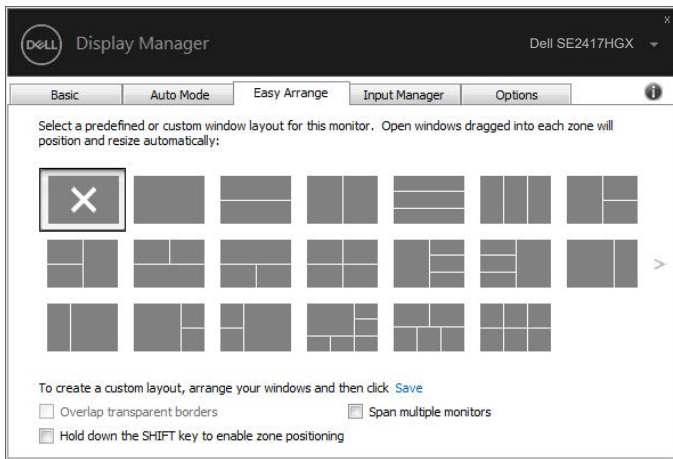 x
DELL Display Manager Dell SE2417HGX
Basic Auto Mode Easy Arrange Input Manager Options i
Select a predefined or custom window layout for this monitor. Open windows dragged into each zone will
position and resize automatically:
>
To create a custom layout, arrange your windows and then click Save
Overlap transparent borders Span multiple monitors
Hold down the SHIFT key to enable zone positioning